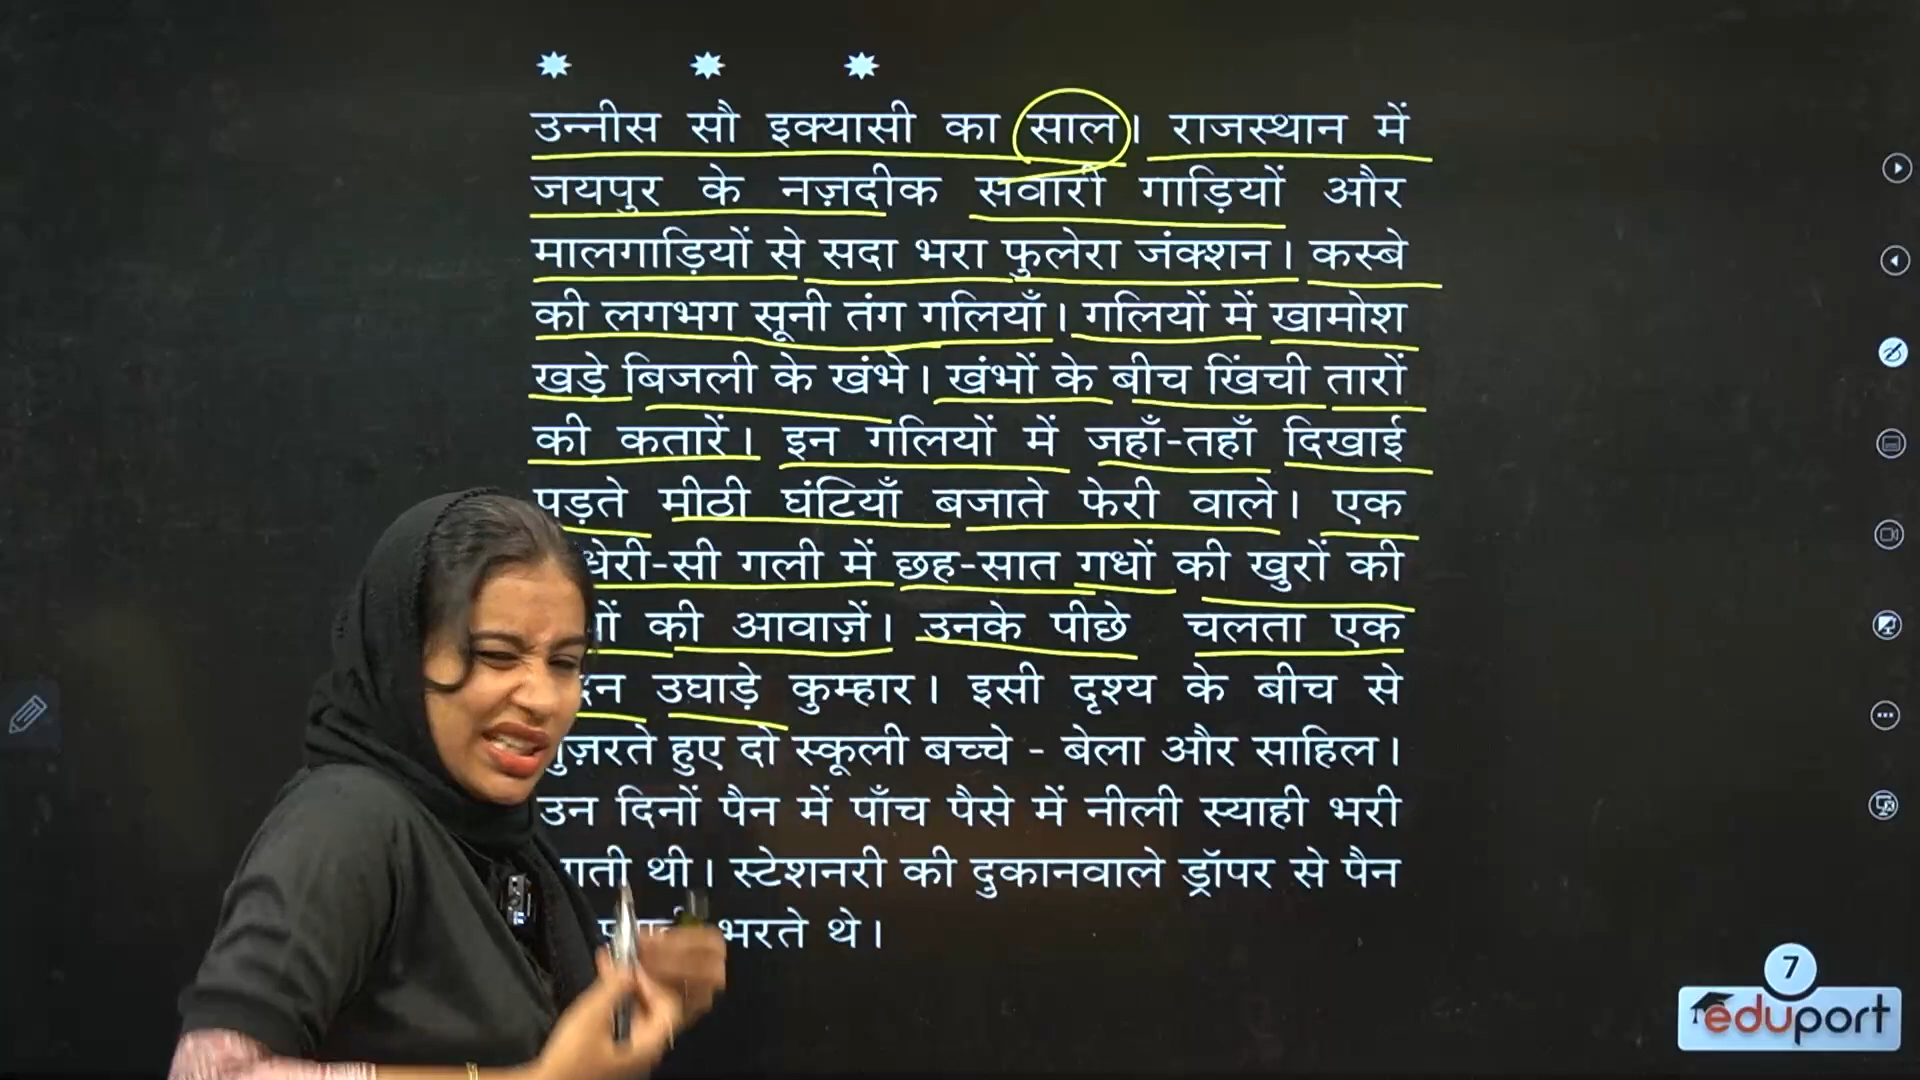 उन्नीस सौ इक्यासी का साल। राजस्थान में
जयपुर के नज़दीक सवारी गाड़ियों और
मालगाड़ियों से सदा भरा फुलेरा जंक्शन। कस्बे
की लगभग सूनी तंग गलियाँ। गलियों में खामोश
खड़े बिजली के खंभे। खंभों के बीच खिंची तारों
की कतारें। इन गलियों में जहाँ-तहाँ दिखाई
पड़ते मीठी घंटियाँ बजाते फेरी वाले। एक
गली में छह-सात गधों की खुरों की
की आवाज़ें। उनके पीछे चलता एक
उघाड़े कुम्हार। इसी दृश्य के बीच से
हुए दो स्कूली बच्चे - बेला और साहिल।
उन दिनों पैन में पाँच पैसे में नीली स्याही भरी
थी। स्टेशनरी की दुकानवाले ड्रॉपर से पैन
भरते थे।
7
eduport